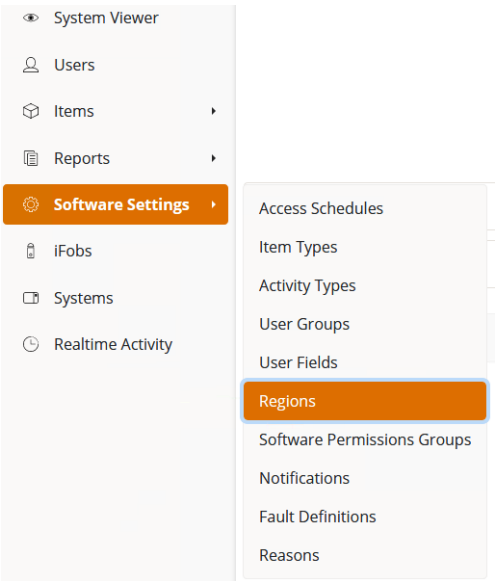 System Viewer
Users
Items
Reports
Software Settings
iFobs
Systems
Realtime Activity
Access Schedules
Item Types
Activity Types
User Groups
User Fields
Regions
Software Permissions Groups
Notifications
Fault Definitions
Reasons